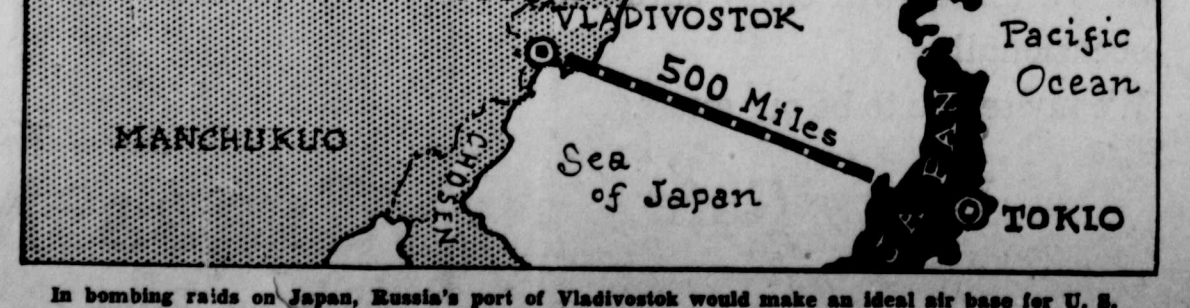 VLADIVOSTOK
Pacific
Ocean
500 Miles
MANCHUKUO
CHOSEN
Sea
of Japan
JAPAN
TOKIO
In bombing raids on Japan, Russia's port of Vladivostok would make an ideal air base for U. S.